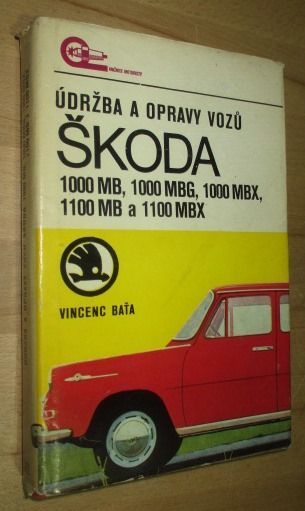 ÚDRŽBA A OPRAVY VOZŮ
ŠKODA
1000 MB, 1000 MBG, 1000 MBX,
1100 MB a 1100 MBX
VINCENC BAŤA